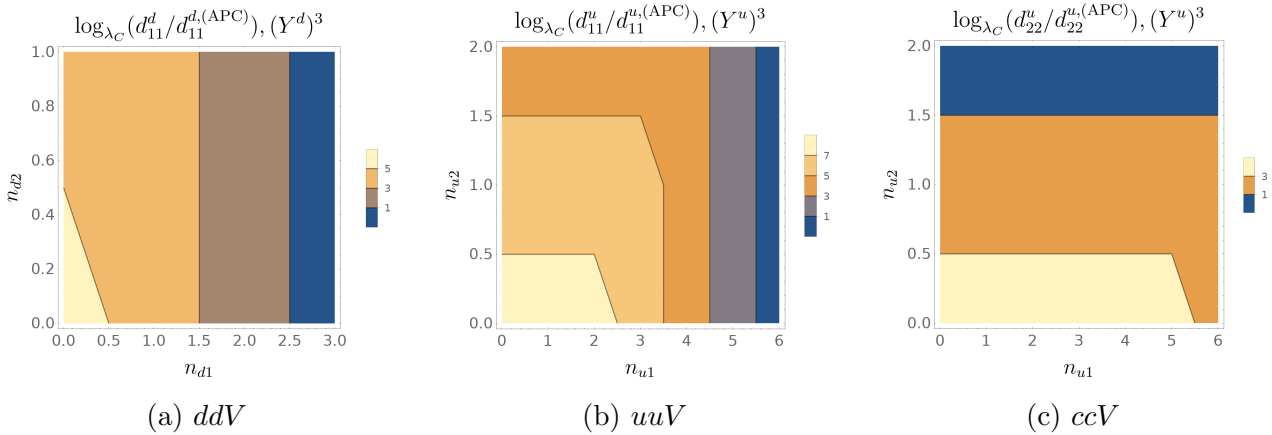 log_{λ_C}(d^d_{11}/d^{d,(APC)}_{11}), (Y^d)^3
1.0
0.8
0.6
0.4
0.2
0.0
n_{d2}
0.0 0.5 1.0 1.5 2.0 2.5 3.0
n_{d1}
5
3
1
(a) ddV
log_{λ_C}(d^u_{11}/d^{u,(APC)}_{11}), (Y^u)^3
2.0
1.5
1.0
0.5
0.0
n_{u2}
0 1 2 3 4 5 6
n_{u1}
7
5
3
1
(b) uuV
log_{λ_C}(d^u_{22}/d^{u,(APC)}_{22}), (Y^u)^3
2.0
1.5
1.0
0.5
0.0
n_{u2}
0 1 2 3 4 5 6
n_{u1}
3
1
(c) ccV